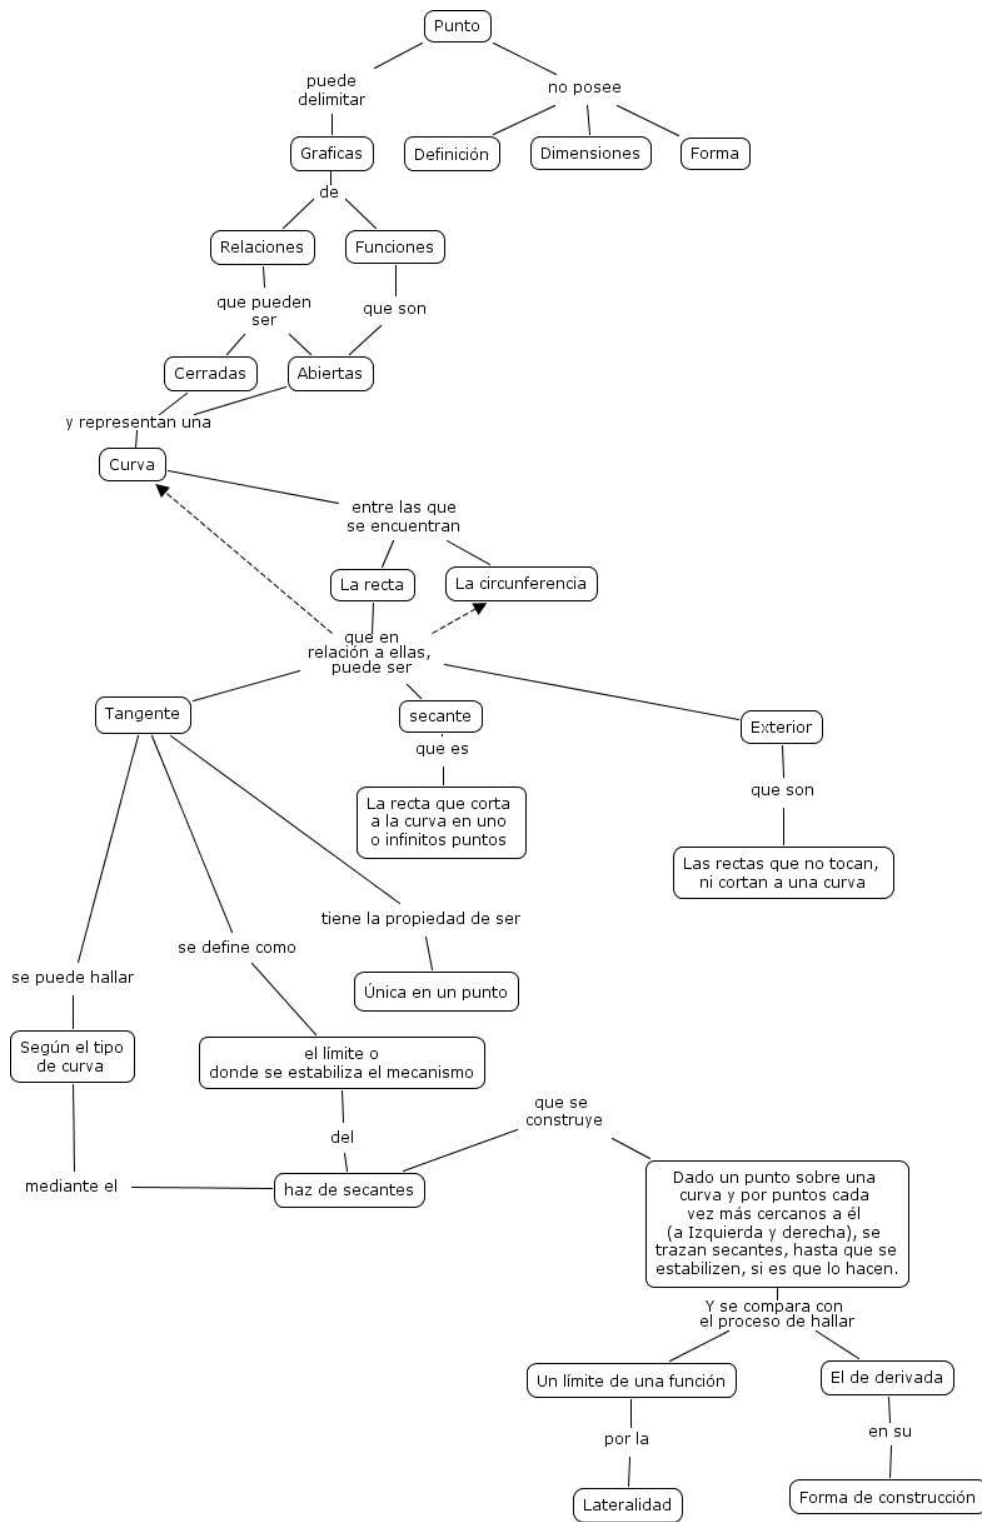 Punto
puede
delimitar
no posee
Graficas
Definición
Dimensiones
Forma
de
Relaciones
Funciones
que pueden
ser
que son
Cerradas
Abiertas
y representan una
Curva
entre las que
se encuentran
La recta
La circunferencia
que en
relación a ellas,
puede ser
Tangente
secante
Exterior
que es
que son
La recta que corta
a la curva en uno
o infinitos puntos
Las rectas que no tocan,
ni cortan a una curva
tiene la propiedad de ser
se define como
se puede hallar
Única en un punto
Según el tipo
de curva
el límite o
donde se estabiliza el mecanismo
que se
construye
del
mediante el
haz de secantes
Dado un punto sobre una
curva y por puntos cada
vez más cercanos a él
(a Izquierda y derecha), se
trazan secantes, hasta que se
estabilizen, si es que lo hacen.
Y se compara con
el proceso de hallar
Un límite de una función
El de derivada
por la
en su
Lateralidad
Forma de construcción